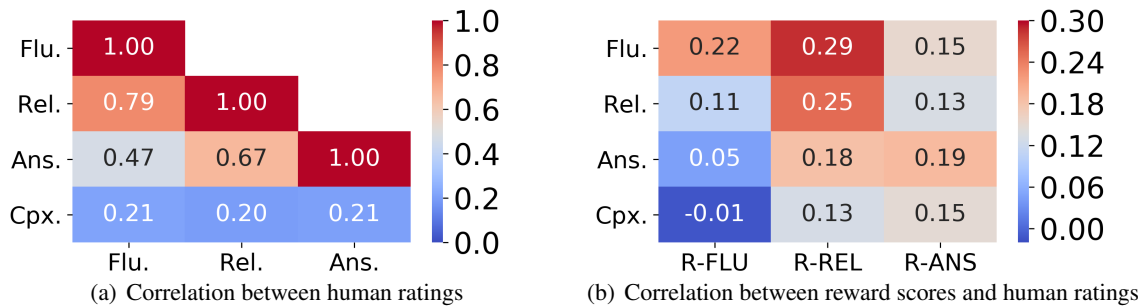 Flu. 1.00
Rel. 0.79 1.00
Ans. 0.47 0.67 1.00
Cpx. 0.21 0.20 0.21
Flu. Rel. Ans.
1.0
0.8
0.6
0.4
0.2
0.0
(a) Correlation between human ratings
Flu. 0.22 0.29 0.15
Rel. 0.11 0.25 0.13
Ans. 0.05 0.18 0.19
Cpx. -0.01 0.13 0.15
R-FLU R-REL R-ANS
0.30
0.24
0.18
0.12
0.06
0.00
(b) Correlation between reward scores and human ratings